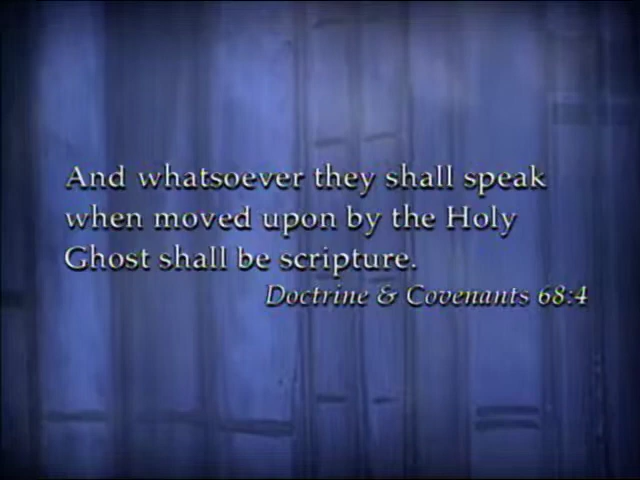 And whatsoever they shall speak
when moved upon by the Holy
Ghost shall be scripture.
Doctrine & Covenants 68:4